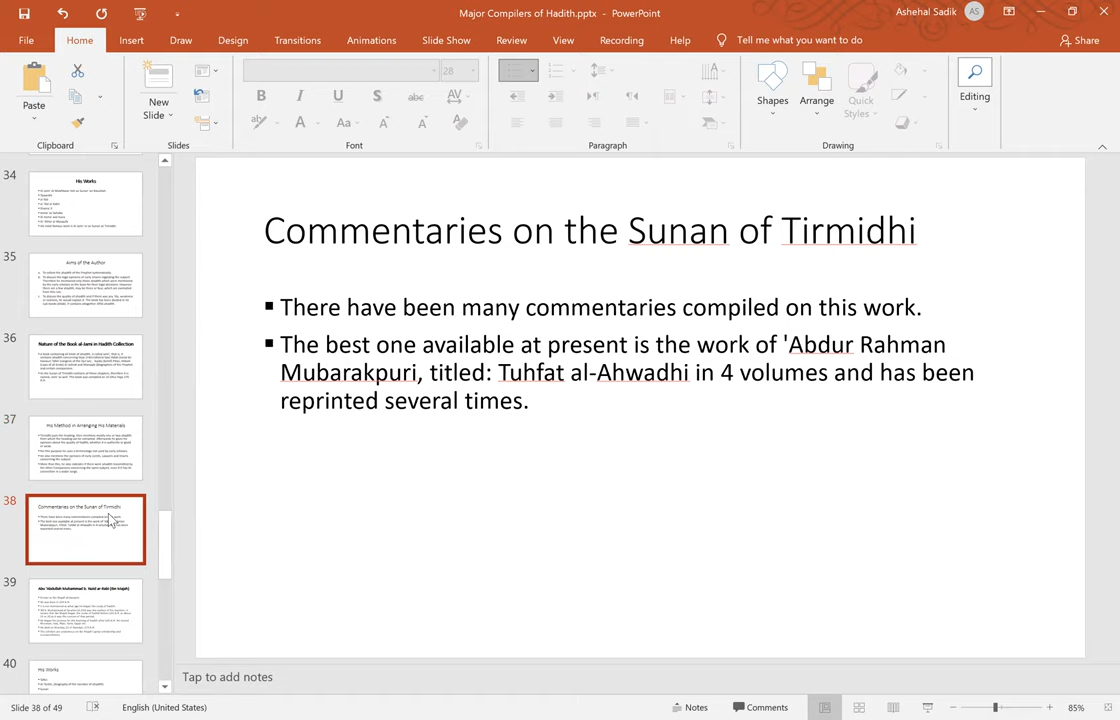 Major Compilers of Hadith.pptx - PowerPoint
Ashehal Sadik AS
File Home Insert Draw Design Transitions Animations Slide Show Review View Recording Help Tell me what you want to do Share
28
Paste New Slide Shapes Arrange Quick Styles Editing
B I U S abc AV
A Aa A A
Clipboard Slides Font Paragraph Drawing
34
His Works
35
Aims of the Author
36
Nature of the Book al-Jami in Hadith Collection
37
His Method in Arranging His Materials
38
Commentaries on the Sunan of Tirmidhi
39
40
His Works
Commentaries on the Sunan of Tirmidhi
▪ There have been many commentaries compiled on this work.
▪ The best one available at present is the work of 'Abdur Rahman
Mubarakpuri, titled: Tuhfat al-Ahwadhi in 4 volumes and has been
reprinted several times.
Tap to add notes
Slide 38 of 49 English (United States) Notes Comments 85%